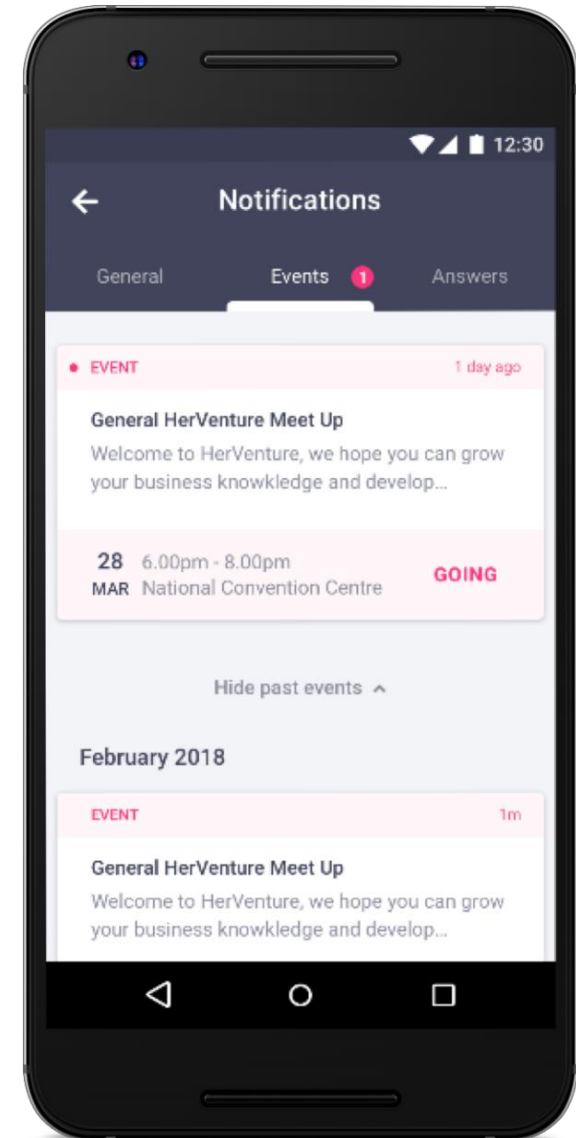 12:30
Notifications
General Events 1 Answers
EVENT 1 day ago
General HerVenture Meet Up
Welcome to HerVenture, we hope you can grow
your business knowkledge and develop...
28 6.00pm - 8.00pm
MAR National Convention Centre GOING
Hide past events
February 2018
EVENT 1m
General HerVenture Meet Up
Welcome to HerVenture, we hope you can grow
your business knowkledge and develop...